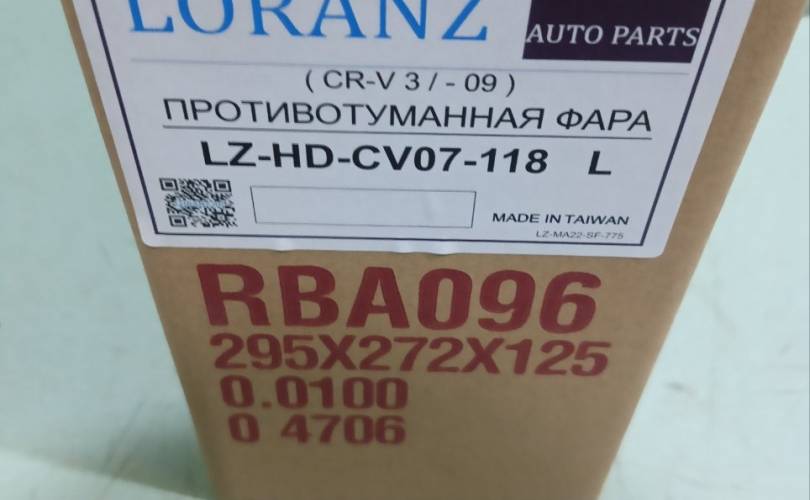 LORANZ
AUTO PARTS
( CR-V 3 / - 09 )
ПРОТИВОТУМАННАЯ ФАРА
LZ-HD-CV07-118 L
MADE IN TAIWAN
LZ-MA22-SF-775
RBA096
295X272X125
0.0100
0 4706